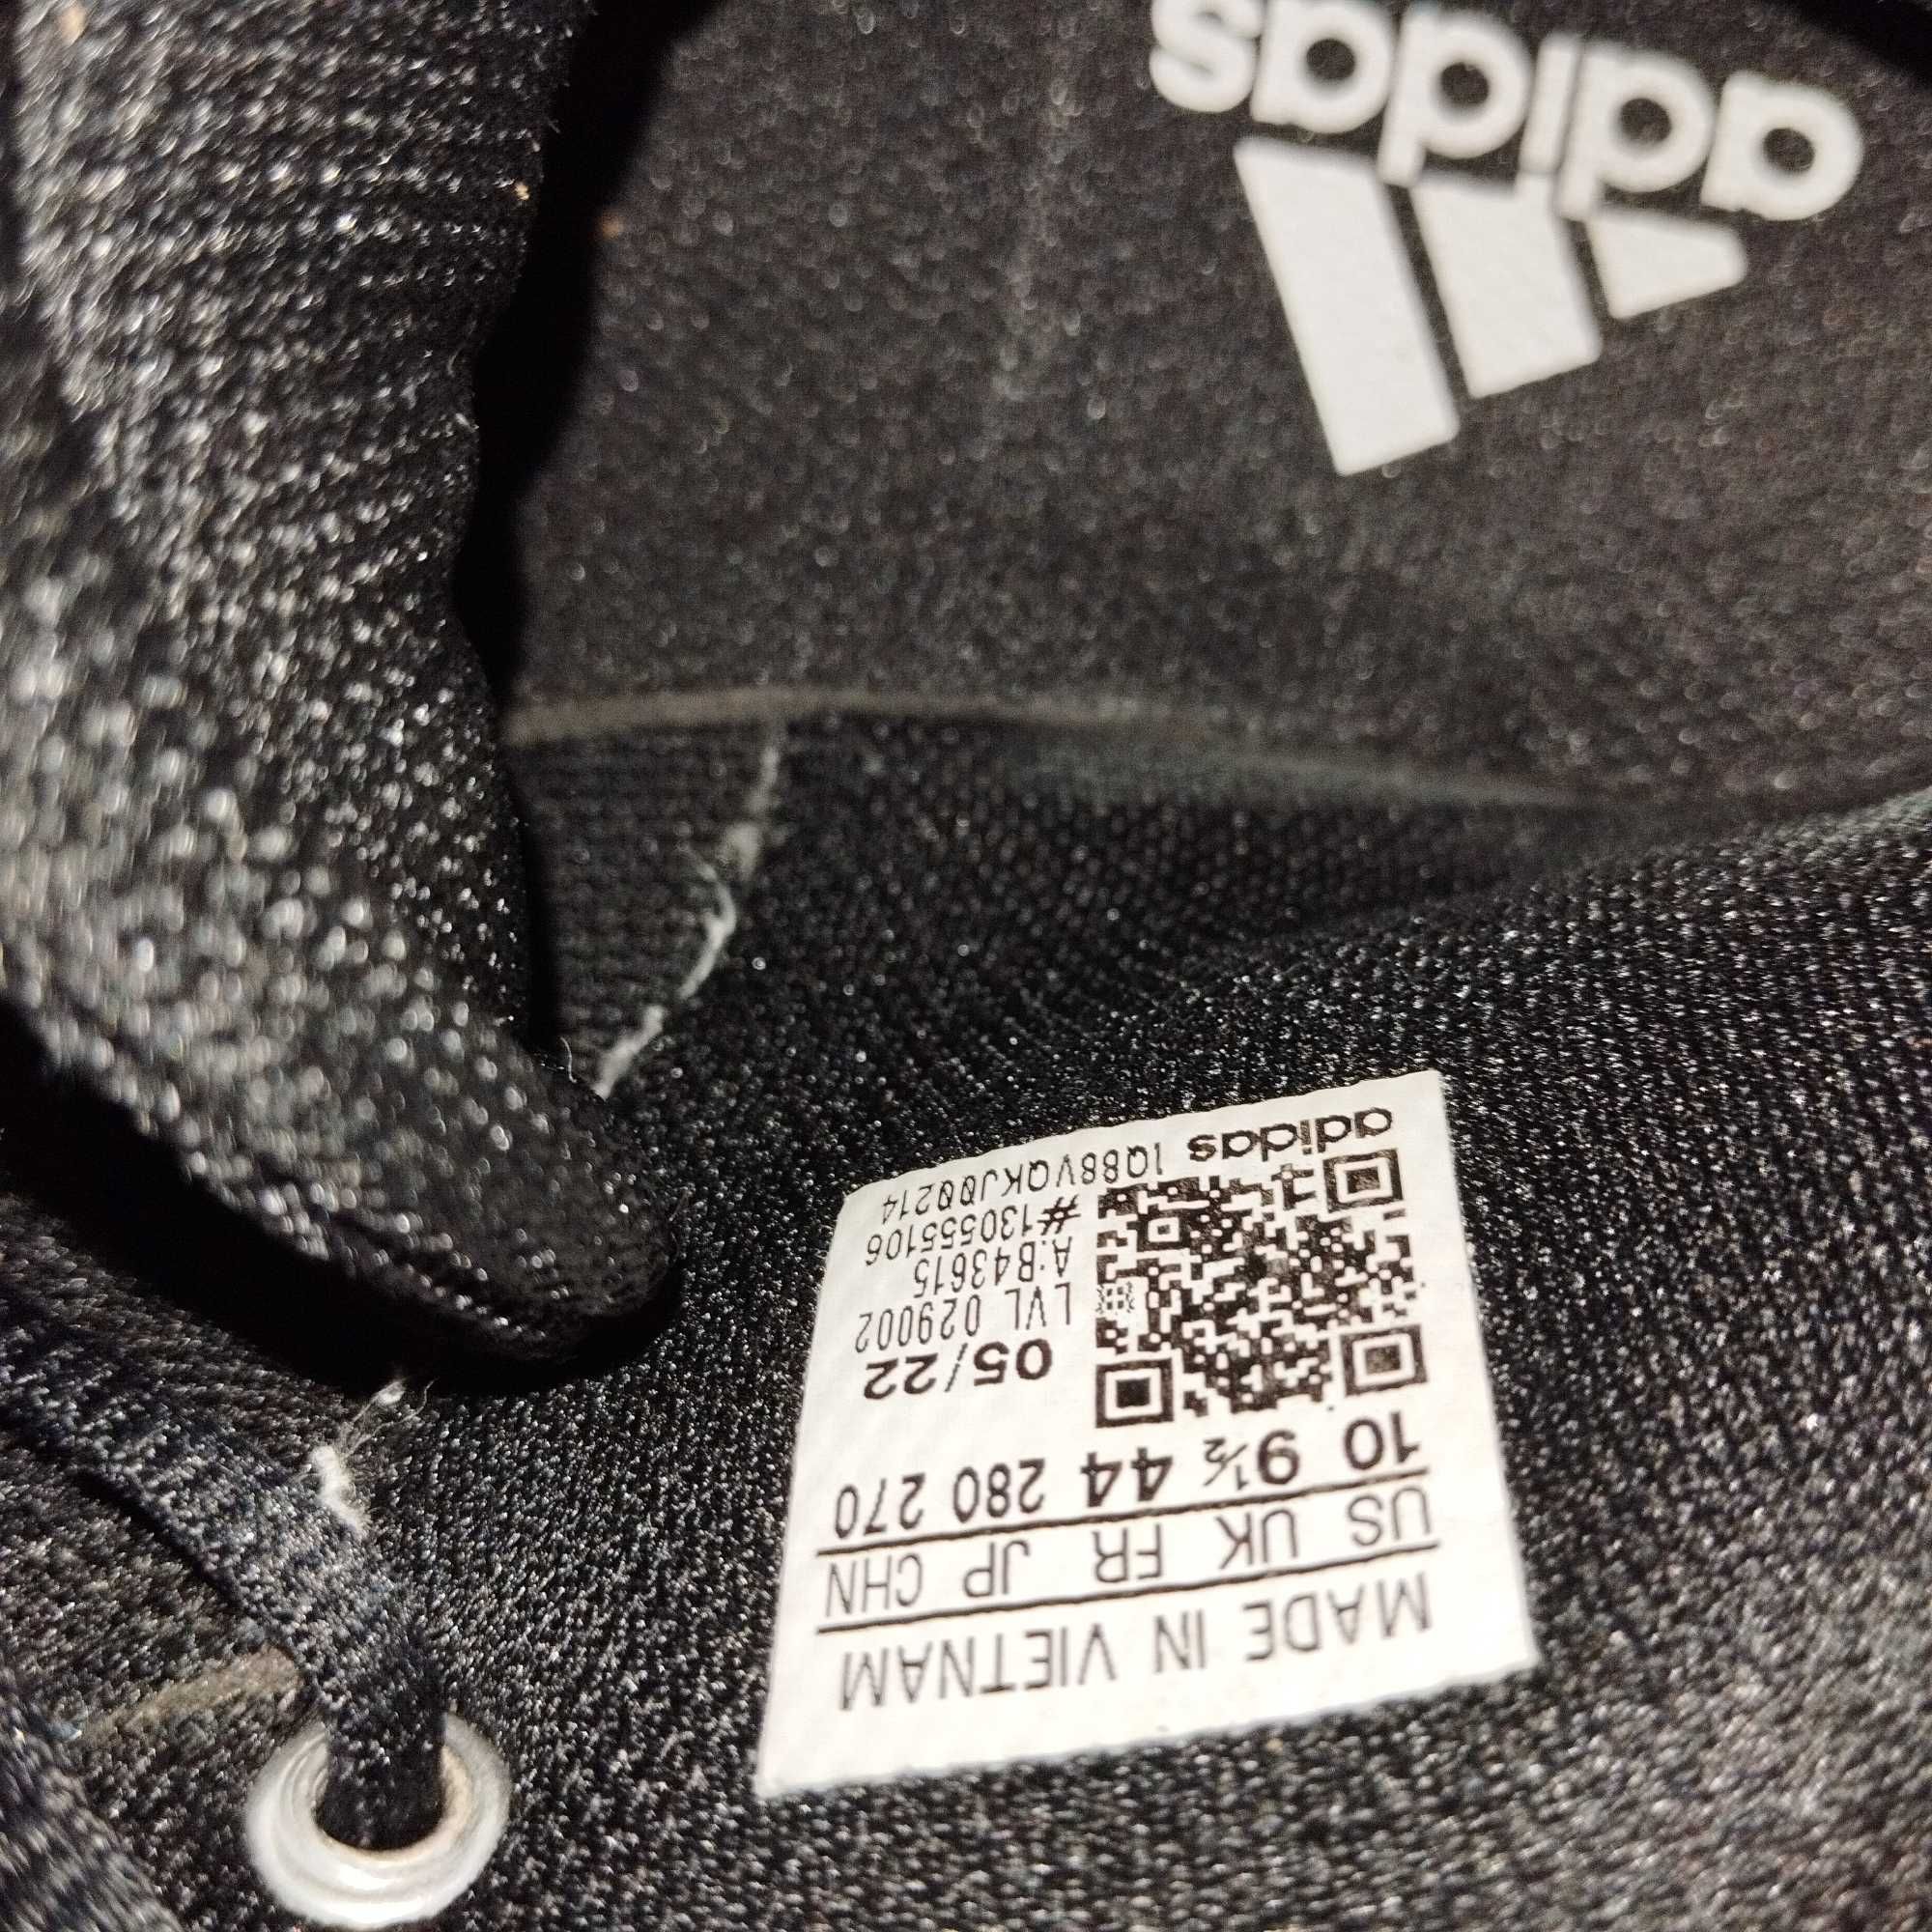 adidas
MADE IN VIETNAM
US UK FR JP CHN
10 9½ 44 280 270
05/22
LVL 029002
A:B43615
#130555106
adidas 1Q88VQKJ00214